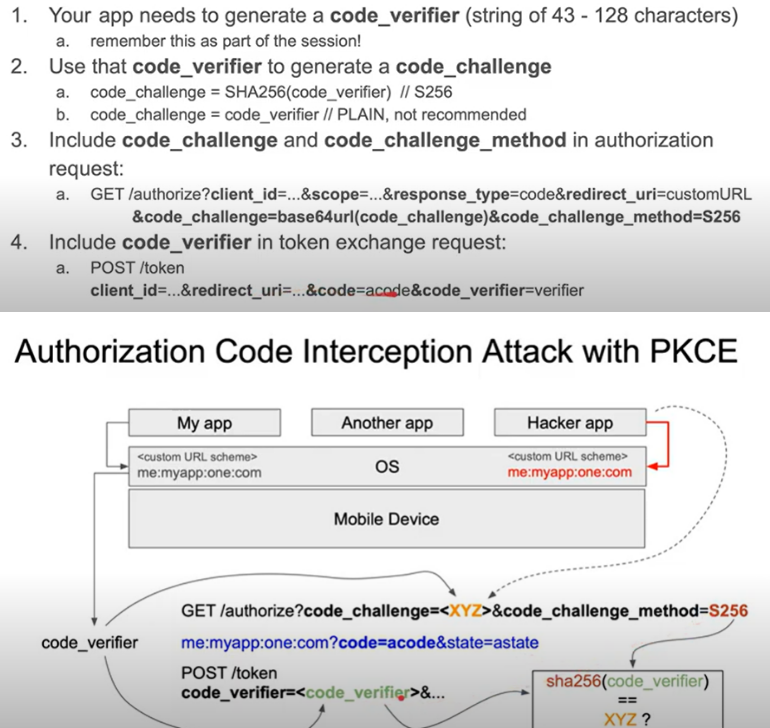 1. Your app needs to generate a code_verifier (string of 43 - 128 characters)
a. remember this as part of the session!
2. Use that code_verifier to generate a code_challenge
a. code_challenge = SHA256(code_verifier) // S256
b. code_challenge = code_verifier // PLAIN, not recommended
3. Include code_challenge and code_challenge_method in authorization
request:
a. GET /authorize?client_id=...&scope=...&response_type=code&redirect_uri=customURL
&code_challenge=base64url(code_challenge)&code_challenge_method=S256
4. Include code_verifier in token exchange request:
a. POST /token
client_id=...&redirect_uri=...&code=acode&code_verifier=verifier
Authorization Code Interception Attack with PKCE
My app
Another app
Hacker app
<custom URL scheme>
me:myapp:one:com
OS
<custom URL scheme>
me:myapp:one:com
Mobile Device
GET /authorize?code_challenge=<XYZ>&code_challenge_method=S256
code_verifier
me:myapp:one:com?code=acode&state=astate
POST /token
code_verifier=<code_verifier>&...
sha256(code_verifier)
==
XYZ ?